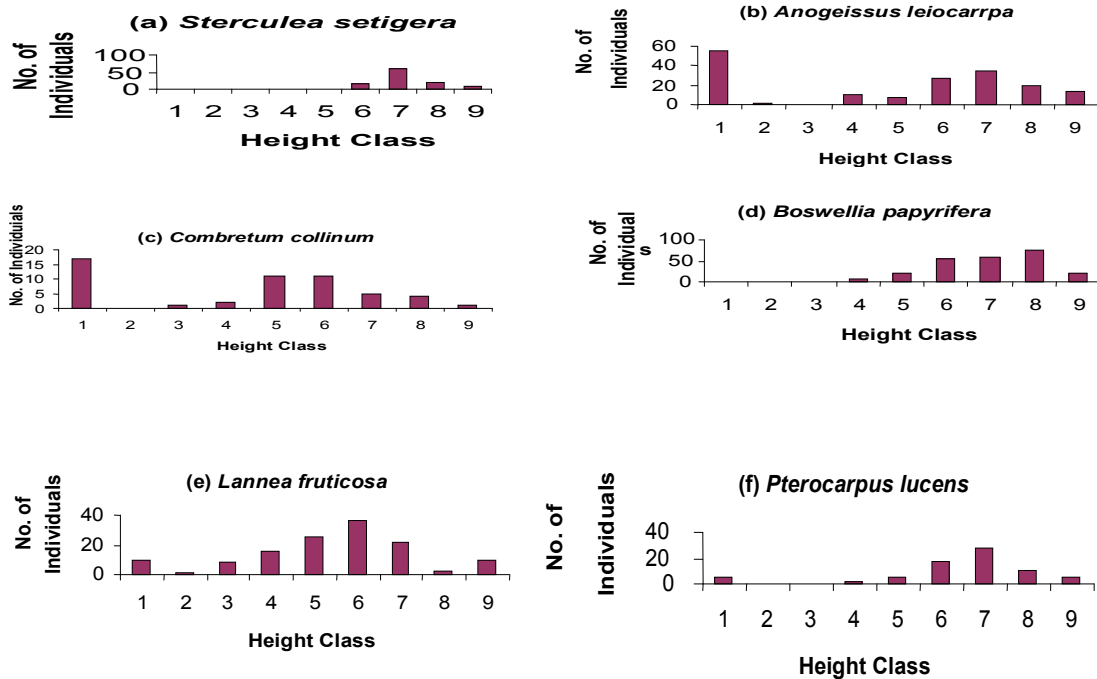 (a) Sterculea setigera
No. of
Individuals
100
50
0
1 2 3 4 5 6 7 8 9
Height Class
(b) Anogeissus leiocarrpa
No. of
Individuals
60
40
20
0
1 2 3 4 5 6 7 8 9
Height Class
(c) Combretum collinum
No. of Individuials
20
15
10
5
0
1 2 3 4 5 6 7 8 9
Height Class
(d) Boswellia papyrifera
No. of
Individual
s
100
50
0
1 2 3 4 5 6 7 8 9
Height Class
(e) Lannea fruticosa
No. of
Individuals
40
20
0
1 2 3 4 5 6 7 8 9
Height Class
(f) Pterocarpus lucens
No. of
Individuals
40
20
0
1 2 3 4 5 6 7 8 9
Height Class